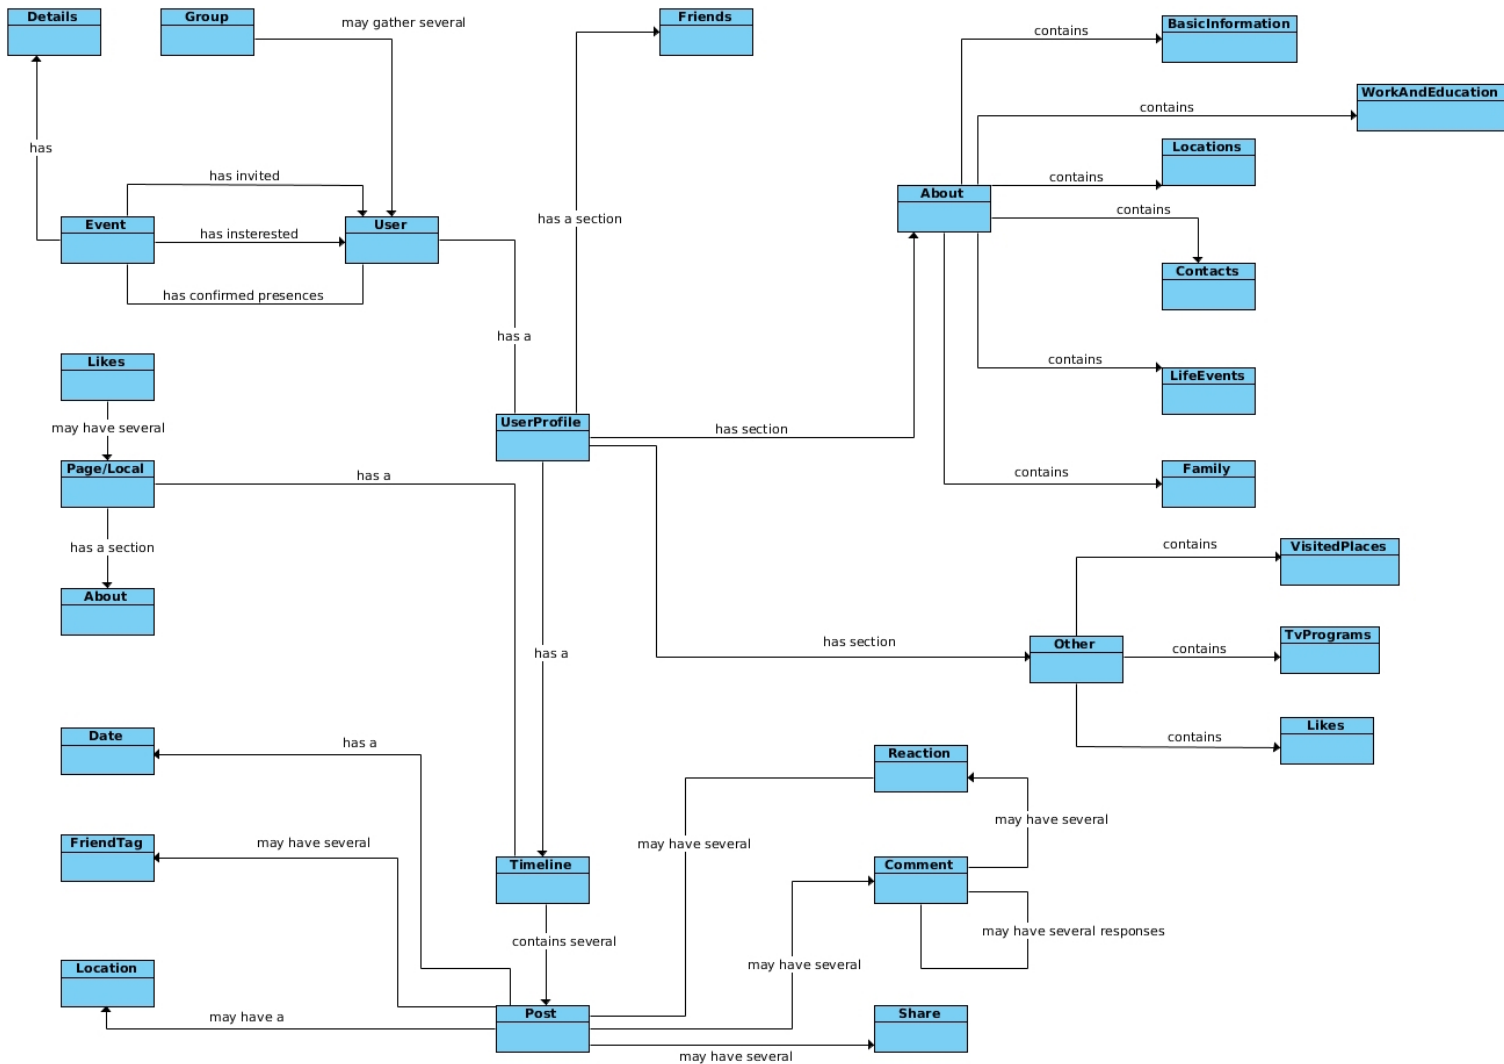 Details
Group
may gather several
Friends
BasicInformation
contains
WorkAndEducation
contains
has
Locations
has invited
contains
About
contains
Event
User
has a section
has insterested
Contacts
has confirmed presences
has a
Likes
contains
LifeEvents
may have several
UserProfile
has section
Page/Local
has a
contains
Family
has a section
contains
VisitedPlaces
About
has a
has section
Other
contains
TvPrograms
Date
has a
contains
Likes
Reaction
may have several
FriendTag
may have several
may have several
Timeline
Comment
contains several
may have several responses
Location
may have several
may have a
Post
Share
may have several